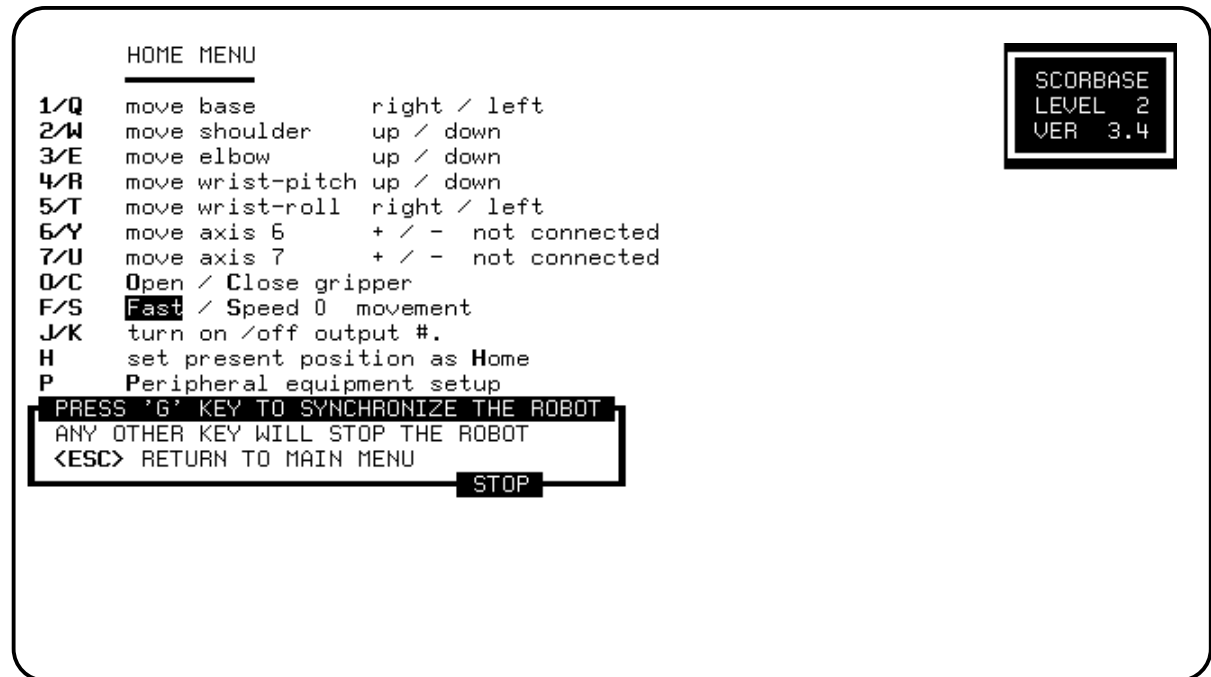 HOME MENU
SCORBASE
LEVEL 2
VER 3.4
1/Q move base right / left
2/W move shoulder up / down
3/E move elbow up / down
4/R move wrist-pitch up / down
5/T move wrist-roll right / left
6/Y move axis 6 + / - not connected
7/U move axis 7 + / - not connected
O/C Open / Close gripper
F/S Fast / Speed 0 movement
J/K turn on /off output #.
H set present position as Home
P Peripheral equipment setup
PRESS 'G' KEY TO SYNCHRONIZE THE ROBOT
ANY OTHER KEY WILL STOP THE ROBOT
<ESC> RETURN TO MAIN MENU
STOP